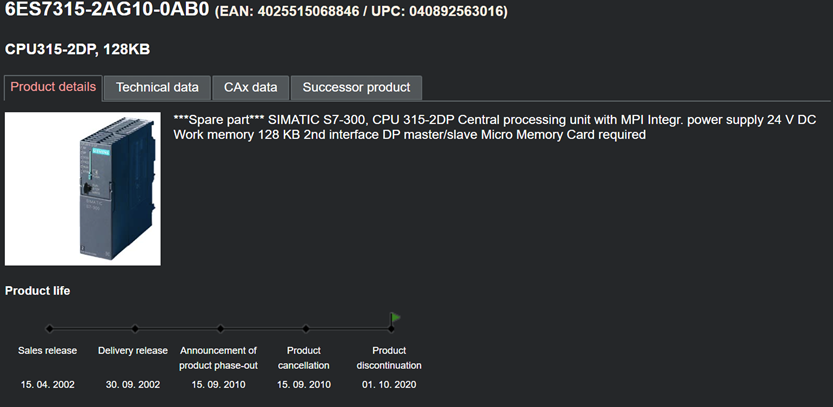 6ES7315-2AG10-0AB0 (EAN: 4025515068846 / UPC: 040892563016)
CPU315-2DP, 128KB
Product details Technical data CAx data Successor product
***Spare part*** SIMATIC S7-300, CPU 315-2DP Central processing unit with MPI Integr. power supply 24 V DC
Work memory 128 KB 2nd interface DP master/slave Micro Memory Card required
Product life
Sales release Delivery release Announcement of product phase-out Product cancellation Product discontinuation
15. 04. 2002 30. 09. 2002 15. 09. 2010 15. 09. 2010 01. 10. 2020